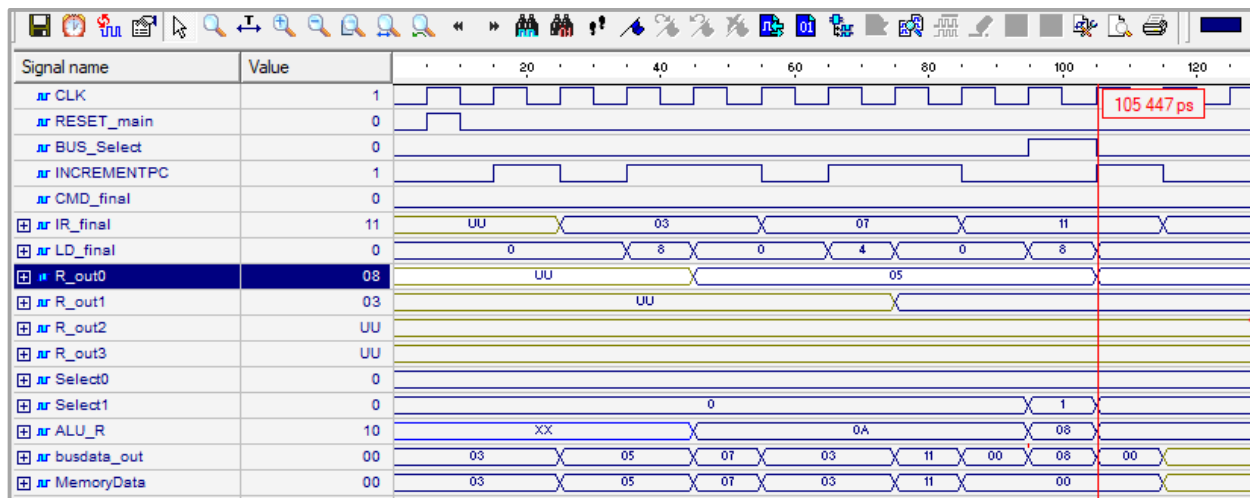 Signal name Value 20 40 60 80 100 120
CLK 1 105 447 ps
RESET_main 0
BUS_Select 0
INCREMENTPC 1
CMD_final 0
IR_final 11 UU 03 07 11
LD_final 0 0 8 0 4 0 8
R_out0 08 UU 05
R_out1 03 UU
R_out2 UU
R_out3 UU
Select0 0
Select1 0 0 1
ALU_R 10 XX 0A 08
busdata_out 00 03 05 07 03 11 00 08 00
MemoryData 00 03 05 07 03 11 00